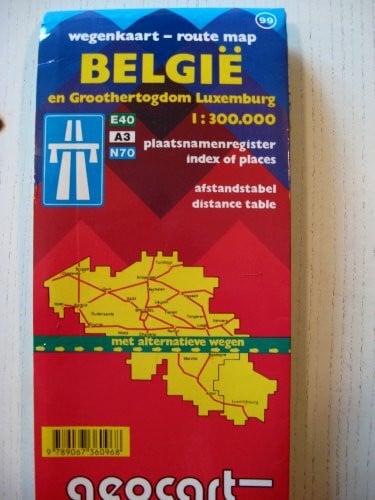 99
wegenkaart – route map
BELGIË
en Groothertogdom Luxemburg
1:300.000
E40
A3
N70
plaatsnamenregister
index of places
afstandstabel
distance table
met alternatieve wegen
9 789067 360968
geocart